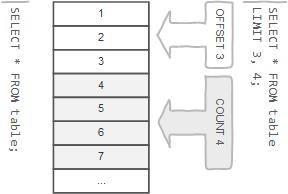 SELECT * FROM table;
1
2
3
4
5
6
7
...
OFFSET 3
COUNT 4
SELECT * FROM table
LIMIT 3, 4;